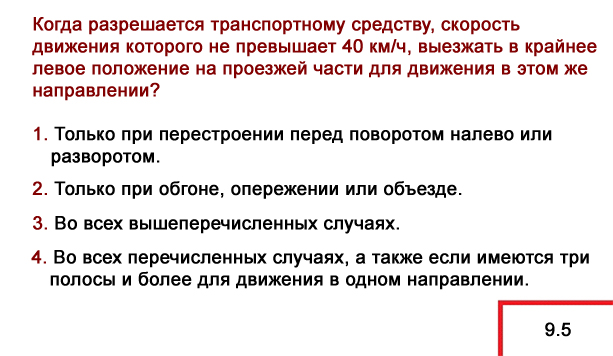 Когда разрешается транспортному средству, скорость
движения которого не превышает 40 км/ч, выезжать в крайнее
левое положение на проезжей части для движения в этом же
направлении?
1. Только при перестроении перед поворотом налево или
разворотом.
2. Только при обгоне, опережении или объезде.
3. Во всех вышеперечисленных случаях.
4. Во всех перечисленных случаях, а также если имеются три
полосы и более для движения в одном направлении.
9.5